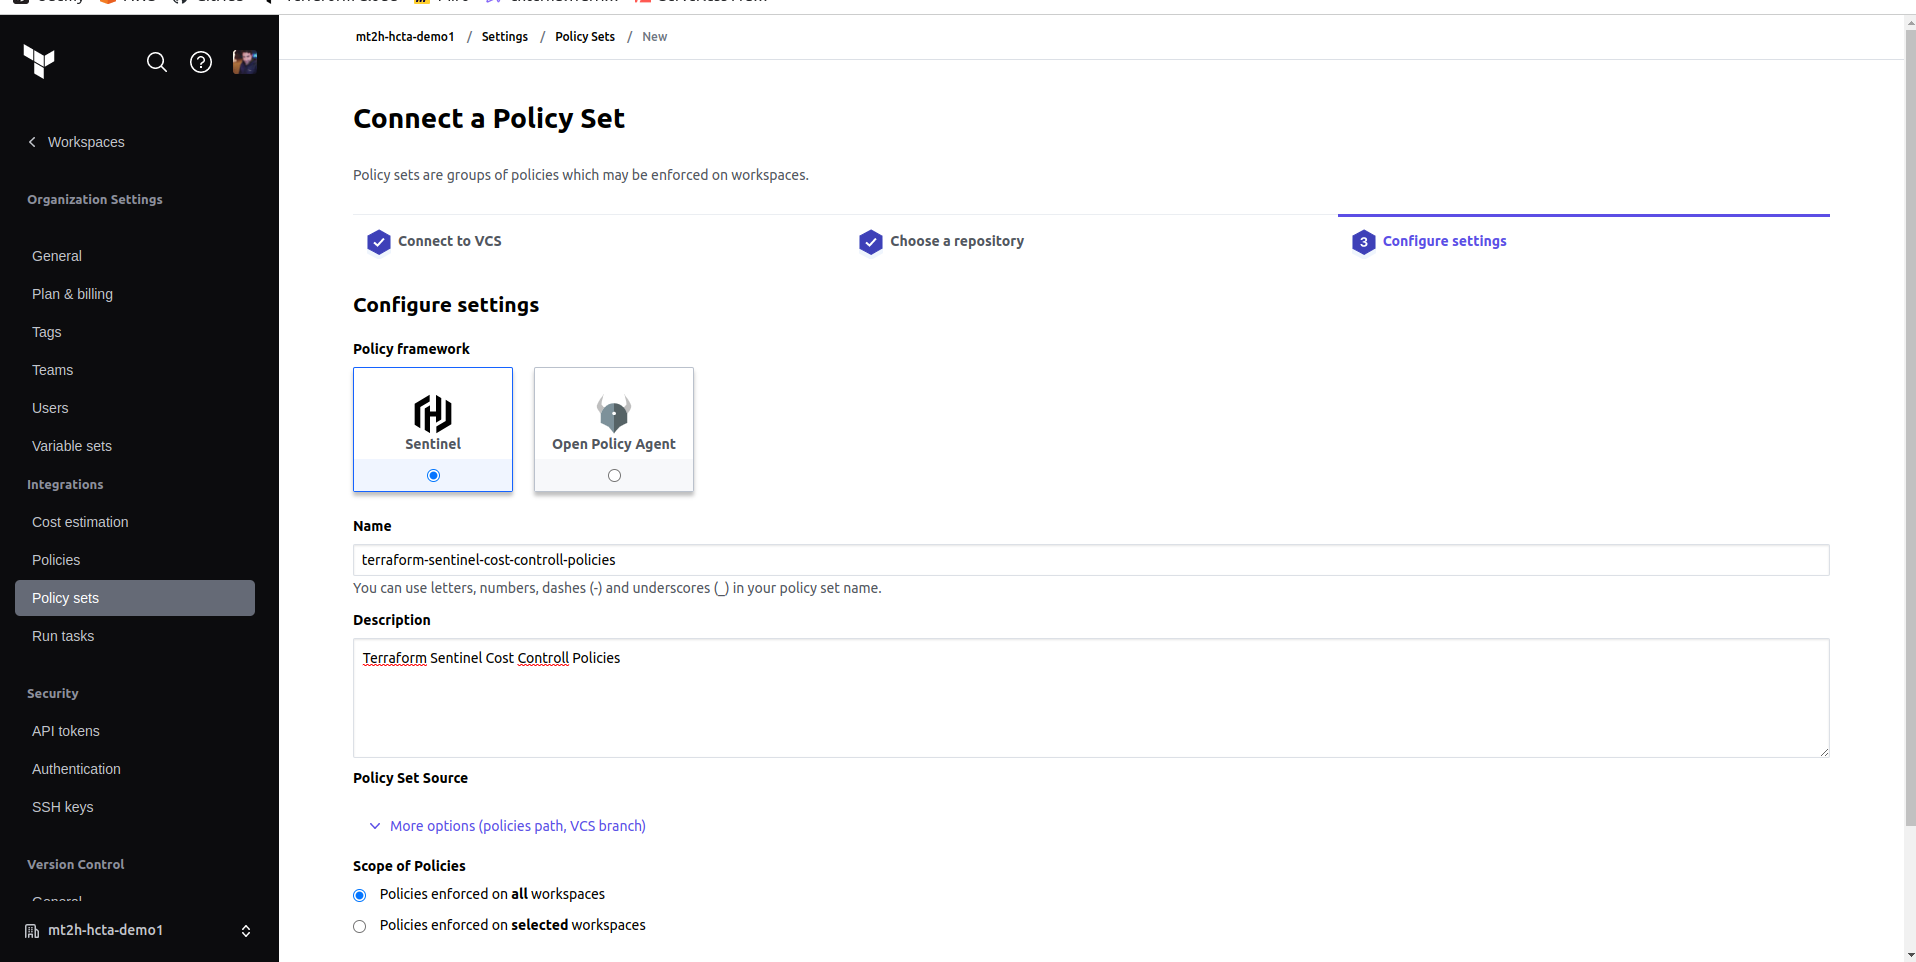 mt2h-hcta-demo1 / Settings / Policy Sets / New
Workspaces
Organization Settings
General
Plan & billing
Tags
Teams
Users
Variable sets
Integrations
Cost estimation
Policies
Policy sets
Run tasks
Security
API tokens
Authentication
SSH keys
Version Control
General
mt2h-hcta-demo1
Connect a Policy Set
Policy sets are groups of policies which may be enforced on workspaces.
Connect to VCS
Choose a repository
3 Configure settings
Configure settings
Policy framework
Sentinel
Open Policy Agent
Name
terraform-sentinel-cost-controll-policies
You can use letters, numbers, dashes (-) and underscores (_) in your policy set name.
Description
Terraform Sentinel Cost Controll Policies
Policy Set Source
More options (policies path, VCS branch)
Scope of Policies
Policies enforced on all workspaces
Policies enforced on selected workspaces